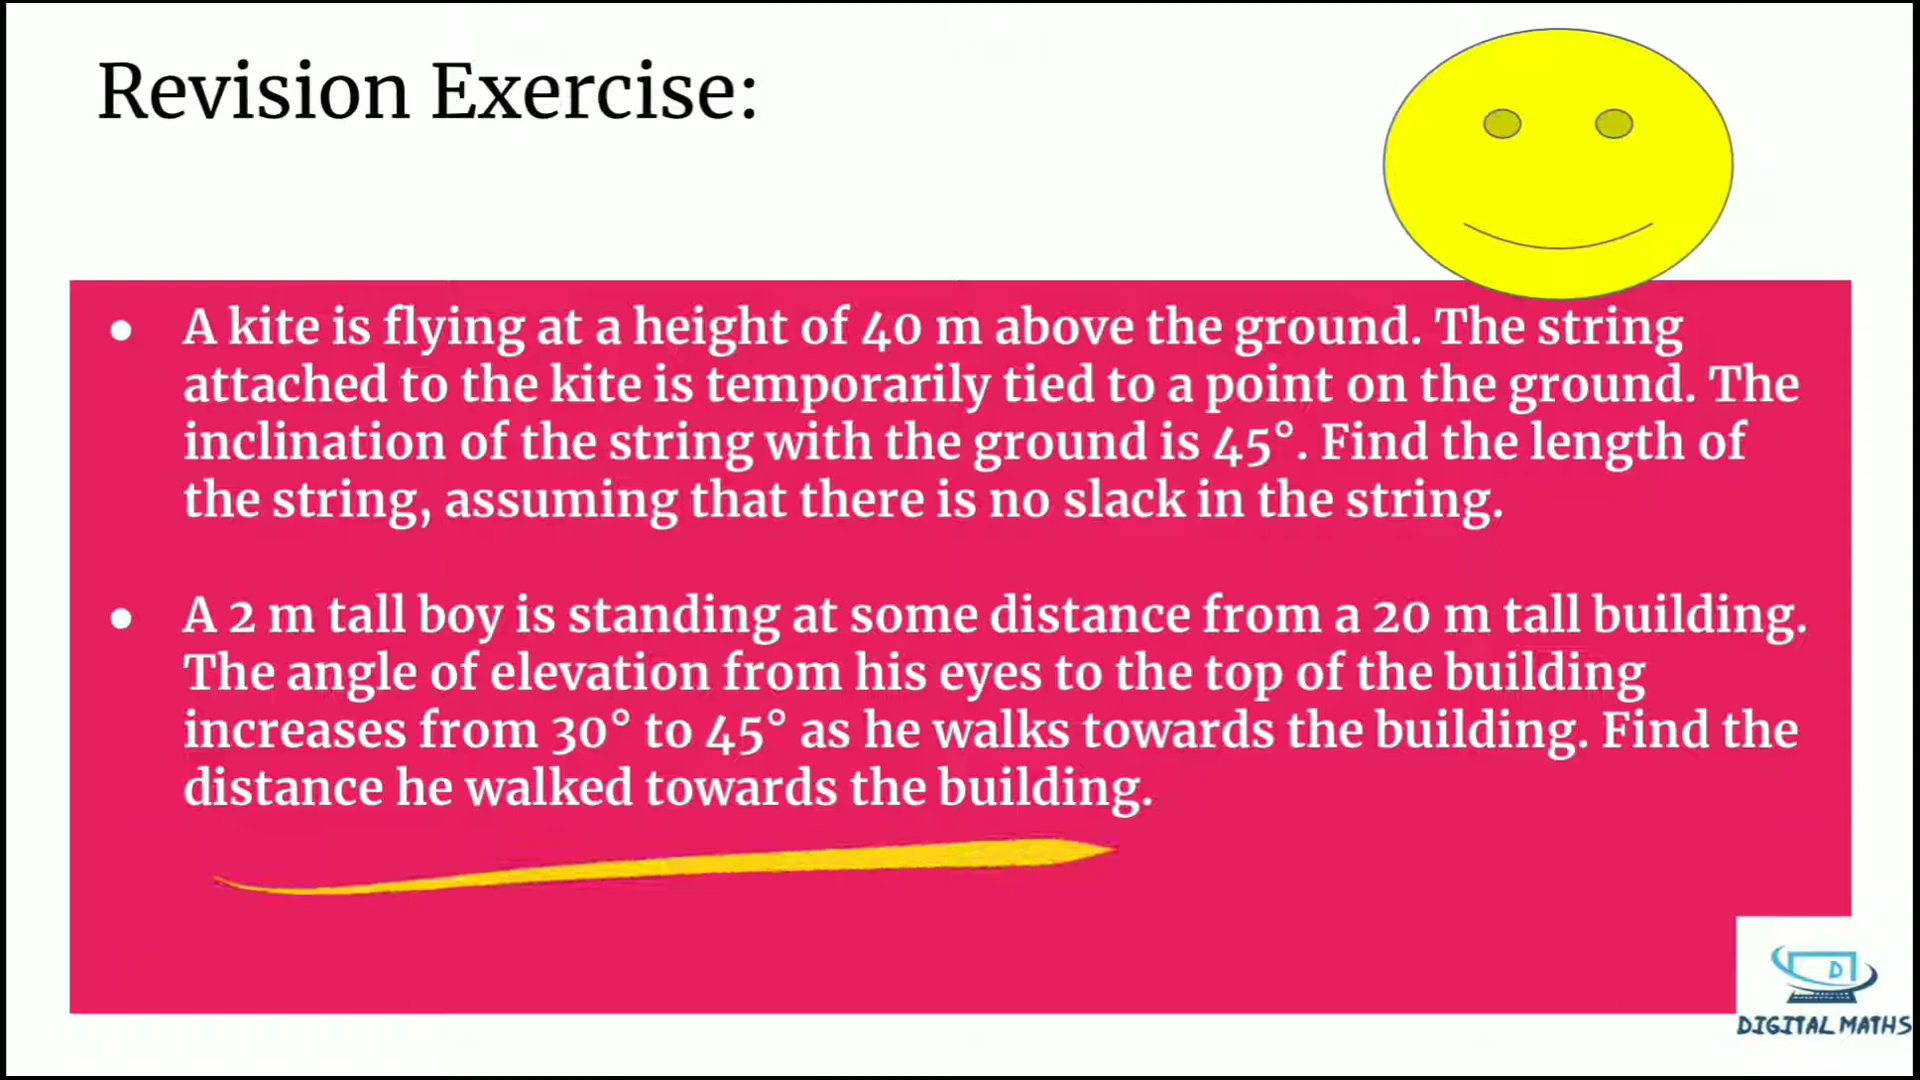 Revision Exercise:
● A kite is flying at a height of 40 m above the ground. The string
attached to the kite is temporarily tied to a point on the ground. The
inclination of the string with the ground is 45°. Find the length of
the string, assuming that there is no slack in the string.
● A 2 m tall boy is standing at some distance from a 20 m tall building.
The angle of elevation from his eyes to the top of the building
increases from 30° to 45° as he walks towards the building. Find the
distance he walked towards the building.
D
DIGITAL MATHS